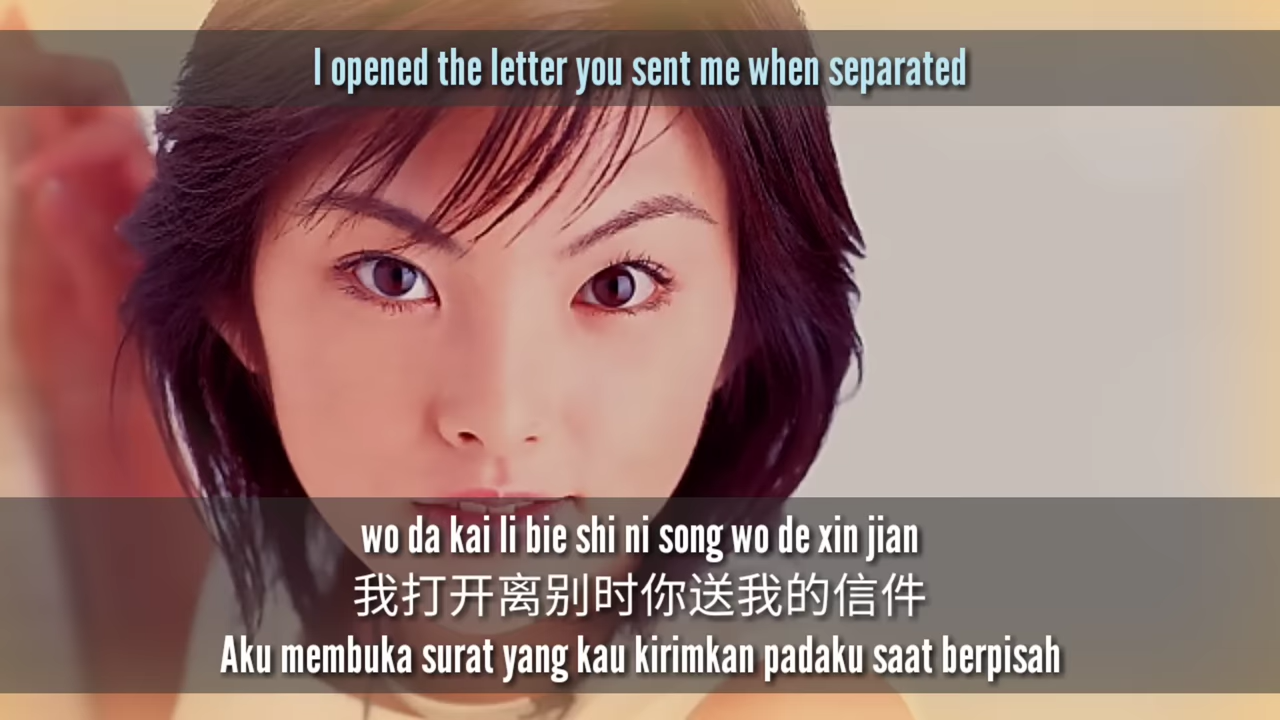 I opened the letter you sent me when separated
wo da kai li bie shi ni song wo de xin jian
我打开离别时你送我的信件
Aku membuka surat yang kau kirimkan padaku saat berpisah